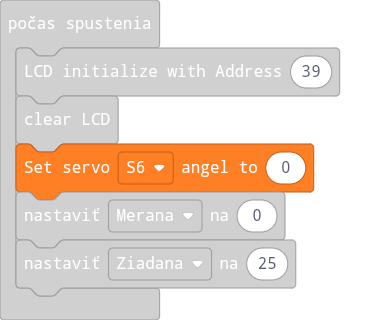 počas spustenia
LCD initialize with Address 39
clear LCD
Set servo S6 angel to 0
nastaviť Merana na 0
nastaviť Ziadana na 25